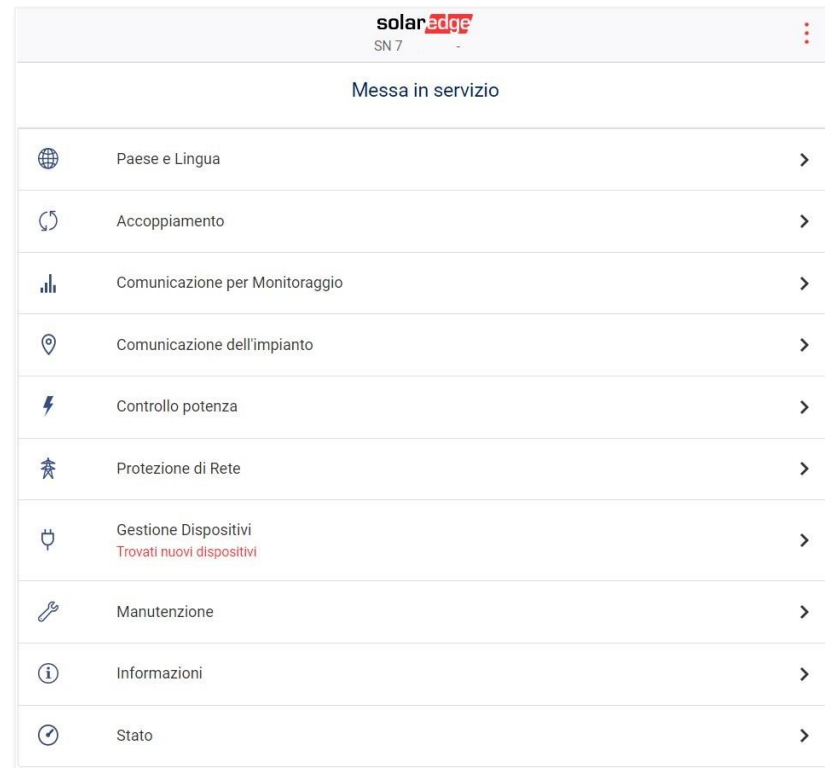 solaredge
SN 7 -
Messa in servizio
Paese e Lingua
Accoppiamento
Comunicazione per Monitoraggio
Comunicazione dell'impianto
Controllo potenza
Protezione di Rete
Gestione Dispositivi
Trovati nuovi dispositivi
Manutenzione
Informazioni
Stato